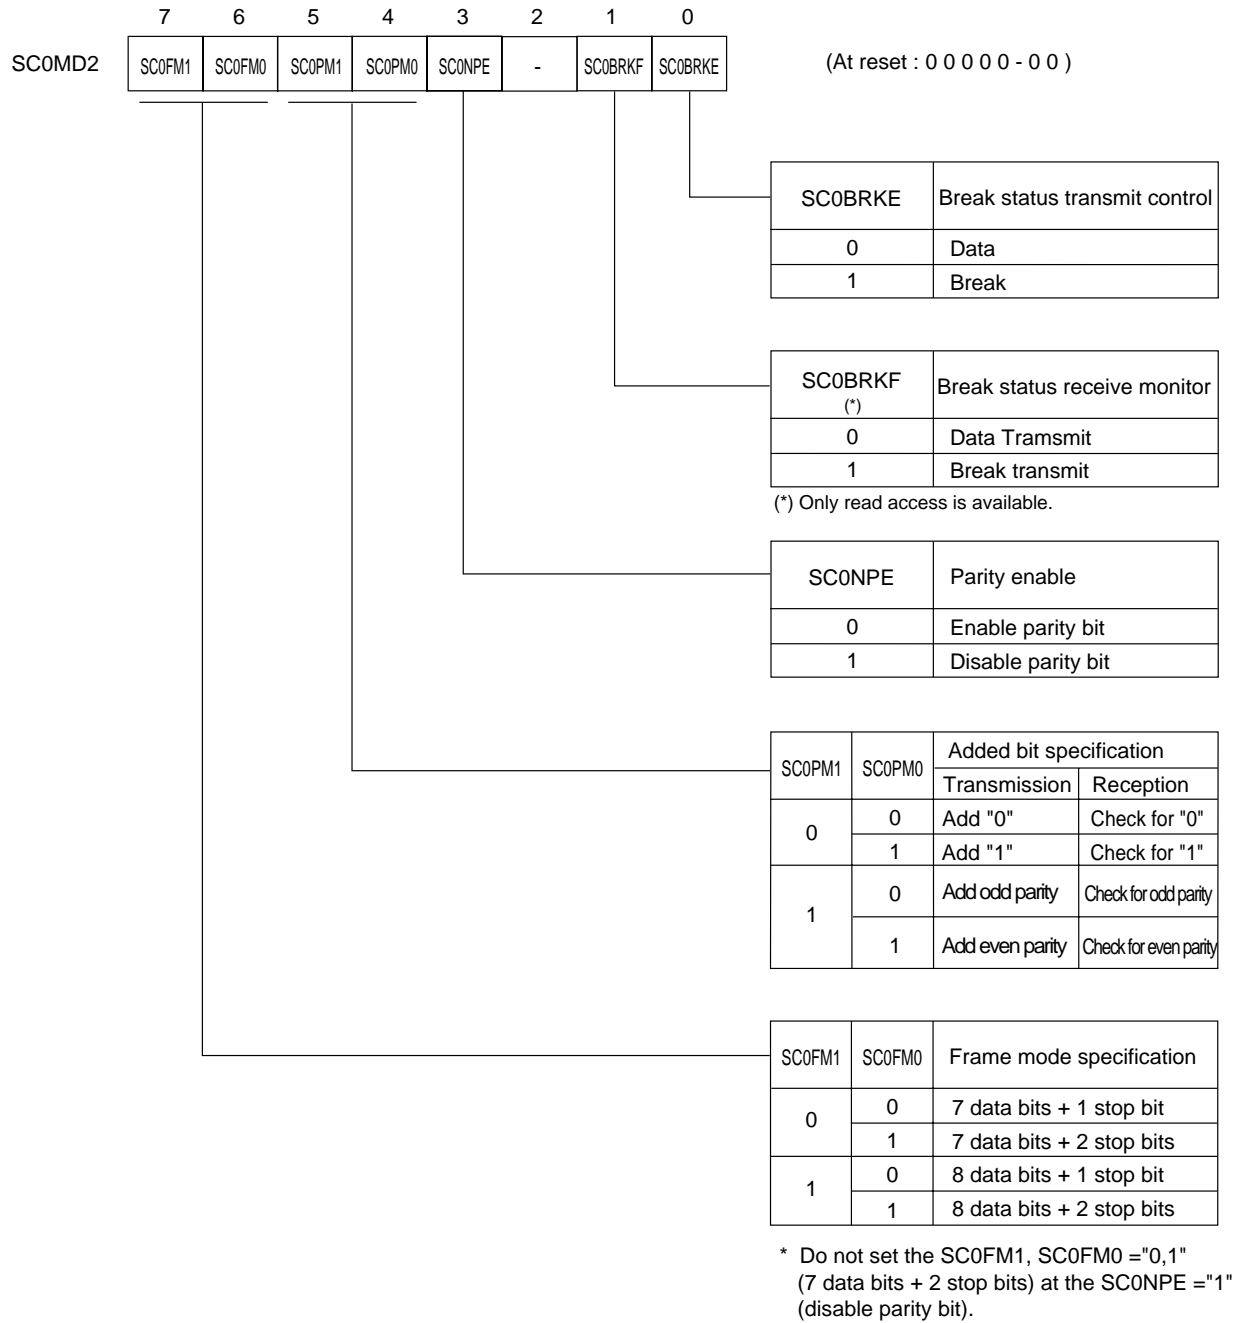 7 6 5 4 3 2 1 0
SC0MD2 SC0FM1 SC0FM0 SC0PM1 SC0PM0 SC0NPE - SC0BRKF SC0BRKE (At reset : 0 0 0 0 0 - 0 0 )
SC0BRKE Break status transmit control
0 Data
1 Break
SC0BRKF Break status receive monitor
(*)
0 Data Tramsmit
1 Break transmit
(*) Only read access is available.
SC0NPE Parity enable
0 Enable parity bit
1 Disable parity bit
SC0PM1 SC0PM0 Added bit specification
Transmission Reception
0 0 Add "0" Check for "0"
1 Add "1" Check for "1"
1 0 Add odd parity Check for odd parity
1 Add even parity Check for even parity
SC0FM1 SC0FM0 Frame mode specification
0 0 7 data bits + 1 stop bit
1 7 data bits + 2 stop bits
1 0 8 data bits + 1 stop bit
1 8 data bits + 2 stop bits
* Do not set the SC0FM1, SC0FM0 ="0,1"
(7 data bits + 2 stop bits) at the SC0NPE ="1"
(disable parity bit).